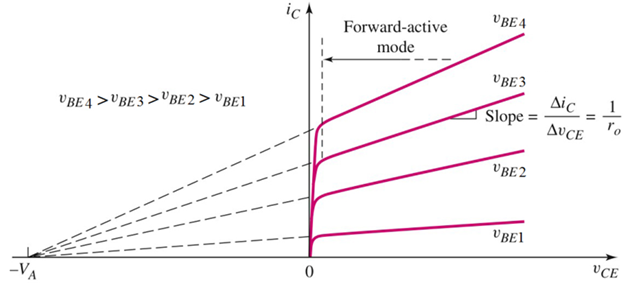 i_C
Forward-active
mode
v_BE4
v_BE4 > v_BE3 > v_BE2 > v_BE1
v_BE3
Slope = Δi_C / Δv_CE = 1 / r_o
v_BE2
v_BE1
−V_A
0
v_CE